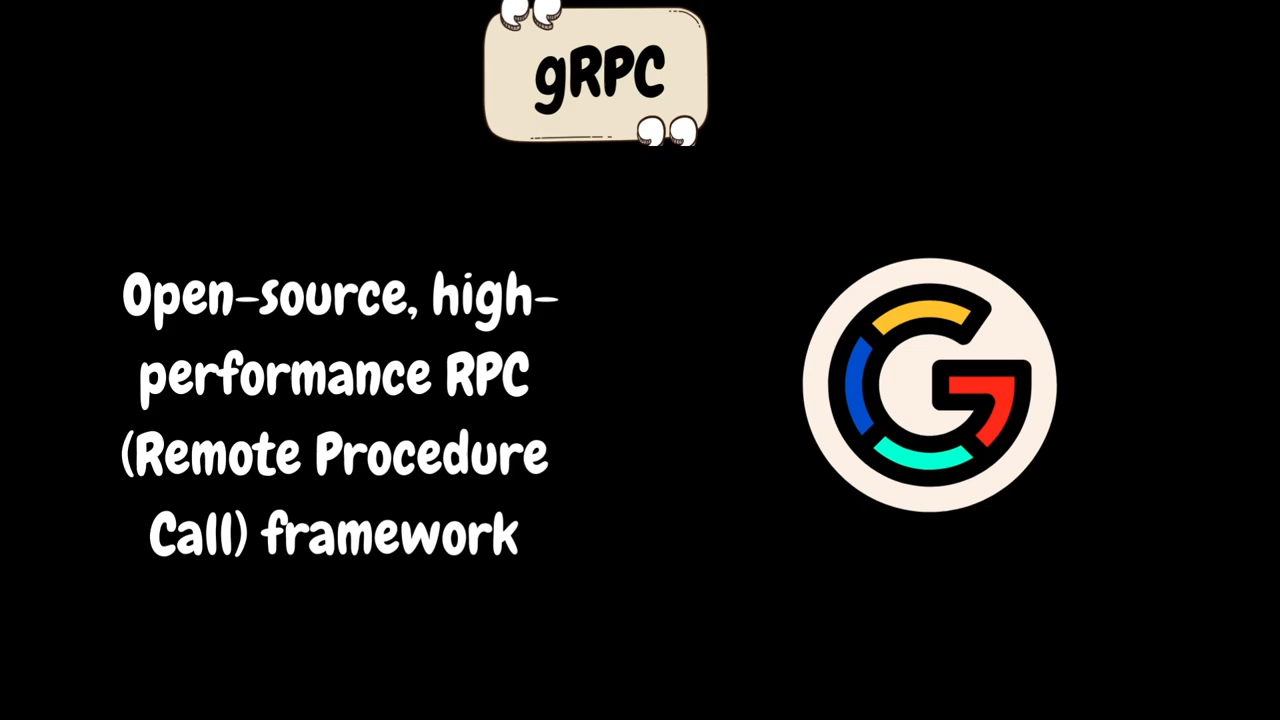 gRPC
Open-source, high-
performance RPC
(Remote Procedure
Call) framework